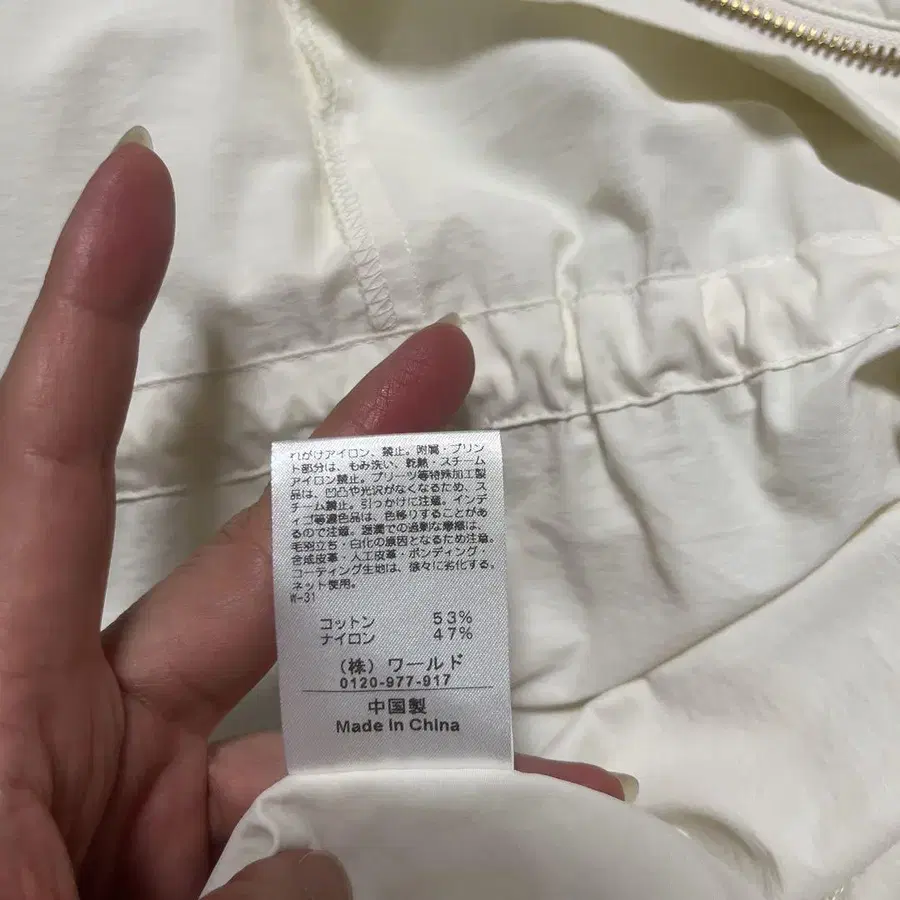 れがけアイロン、禁止。附属・プリン
ト部分は、もみ洗い、乾熱・スチーム
アイロン禁止。プリーツ等特殊加工製
品は、凹凸や光沢がなくなるため、ス
チーム禁止。引っかけに注意。インデ
ィゴ等濃色品は、色移りすることがあ
るので注意。湿潤での過剰な摩擦は、
毛羽立ち・白化の原因となるため注意。
合成皮革・人工皮革・ボンディング・
コーティング生地は、徐々に劣化する。
ネット使用。
W-31
コットン 53%
ナイロン 47%
(株) ワールド
0120-977-917
中国製
Made in China